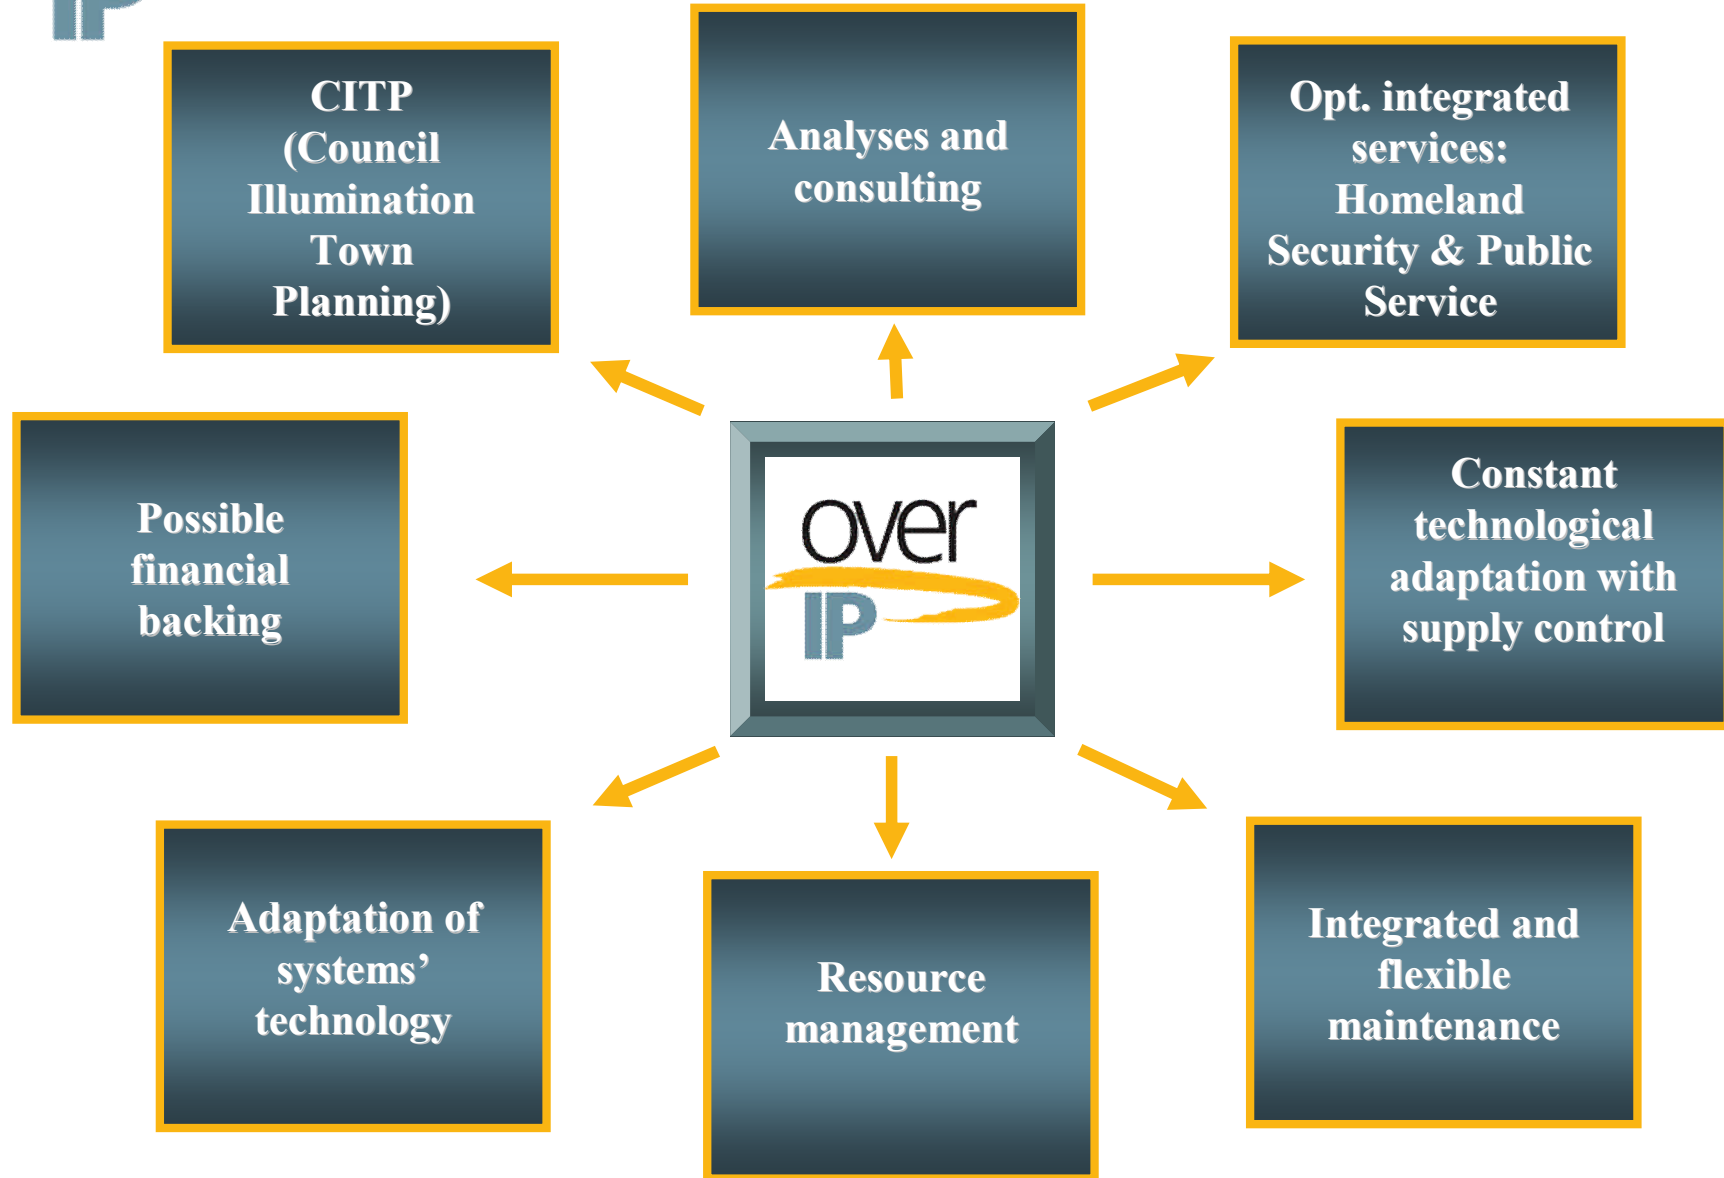 IP
CITP
(Council
Illumination
Town
Planning)
Analyses and
consulting
Opt. integrated
services:
Homeland
Security & Public
Service
Possible
financial
backing
over
IP
Constant
technological
adaptation with
supply control
Adaptation of
systems’
technology
Resource
management
Integrated and
flexible
maintenance